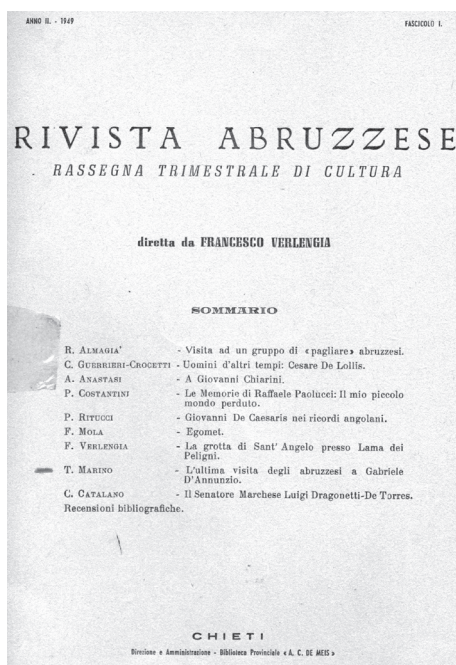 ANNO II. - 1949 FASCICOLO I.
RIVISTA ABRUZZESE
RASSEGNA TRIMESTRALE DI CULTURA
diretta da FRANCESCO VERLENGIA
SOMMARIO
R. ALMAGIA' - Visita ad un gruppo di «pagliare» abruzzesi.
C. GUERRIERI-CROCETTI - Uomini d'altri tempi: Cesare De Lollis.
A. ANASTASI - A Giovanni Chiarini.
P. COSTANTINI - Le Memorie di Raffaele Paolucci: Il mio piccolo
mondo perduto.
P. RITUCCI - Giovanni De Caesaris nei ricordi angolani.
F. MOLA - Egomet.
F. VERLENGIA - La grotta di Sant' Angelo presso Lama dei
Peligni.
T. MARINO - L'ultima visita degli abruzzesi a Gabriele
D'Annunzio.
C. CATALANO - Il Senatore Marchese Luigi Dragonetti-De Torres.
Recensioni bibliografiche.
CHIETI
Direzione e Amministrazione - Biblioteca Provinciale « A. C. DE MEIS »